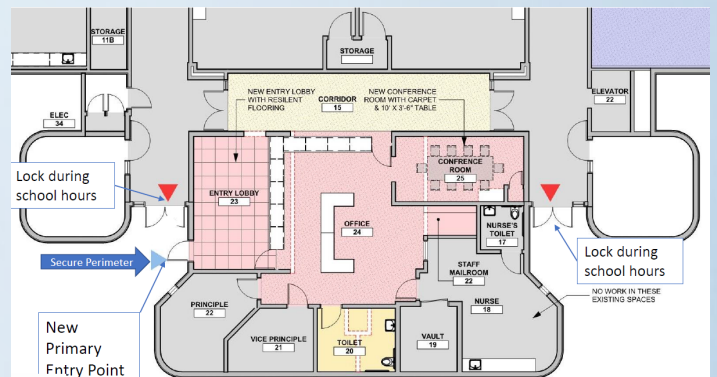 STORAGE
11B
STORAGE
NEW ENTRY LOBBY
WITH RESILENT
FLOORING
CORRIDOR
15
NEW CONFERENCE
ROOM WITH CARPET
& 10' X 3'-6" TABLE
ELEVATOR
22
ELEC
34
Lock during
school hours
ENTRY LOBBY
23
CONFRENCE
ROOM
25
OFFICE
24
NURSE'S
TOILET
17
Lock during
school hours
Secure Perimeter
STAFF
MAILROOM
22
NO WORK IN THESE
EXISTING SPACES
PRINCIPLE
22
NURSE
18
New
Primary
Entry Point
VICE PRINCIPLE
21
TOILET
20
VAULT
19